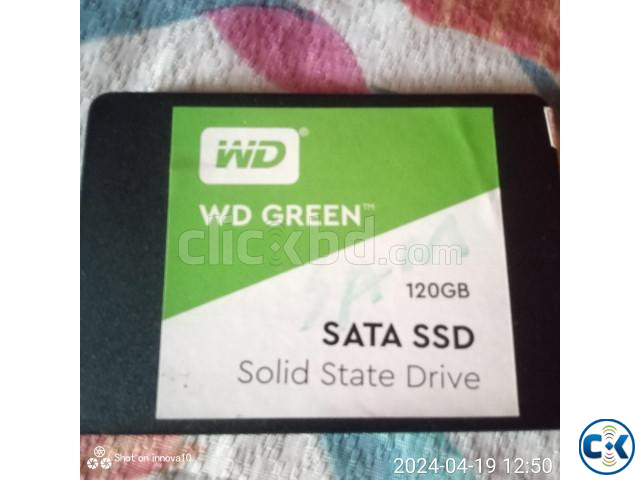 WD®
WD GREEN™
clickbd.com
120GB
SATA SSD
Solid State Drive
Shot on innova10
2024-04-19 12:50
CK